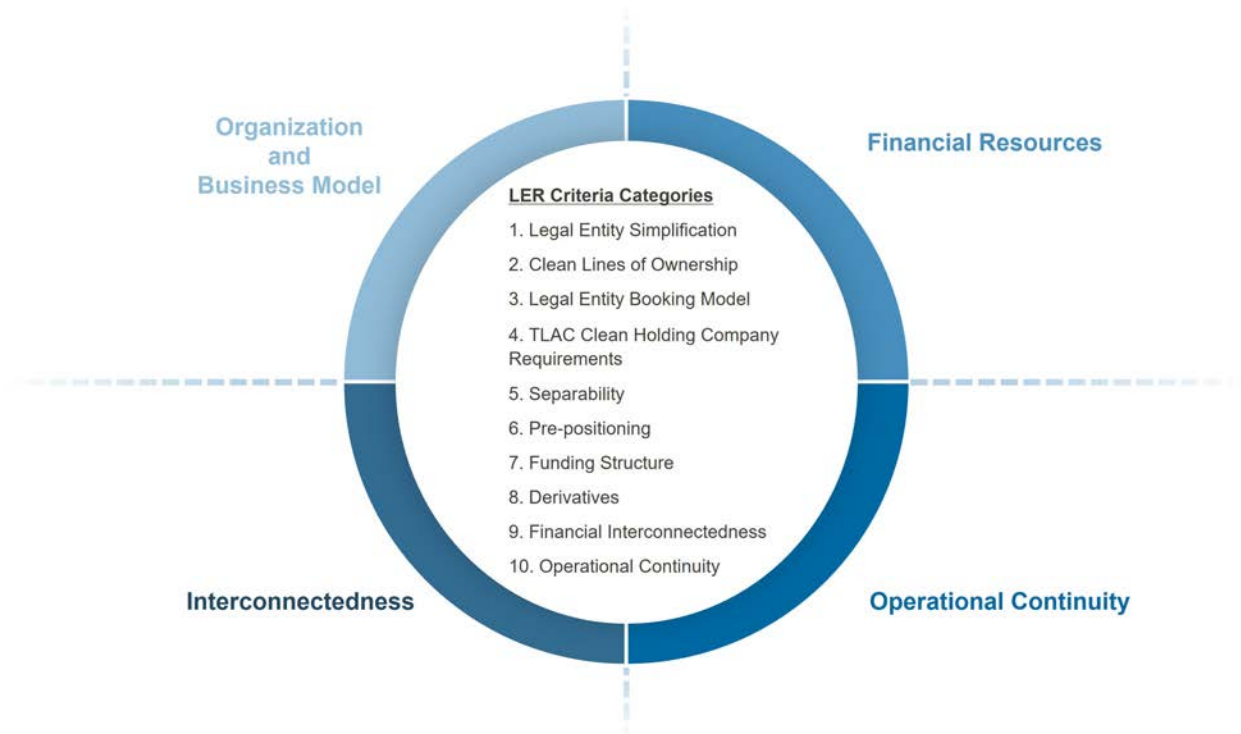 Organization
and
Business Model
Financial Resources
LER Criteria Categories
1. Legal Entity Simplification
2. Clean Lines of Ownership
3. Legal Entity Booking Model
4. TLAC Clean Holding Company
Requirements
5. Separability
6. Pre-positioning
7. Funding Structure
8. Derivatives
9. Financial Interconnectedness
10. Operational Continuity
Interconnectedness
Operational Continuity